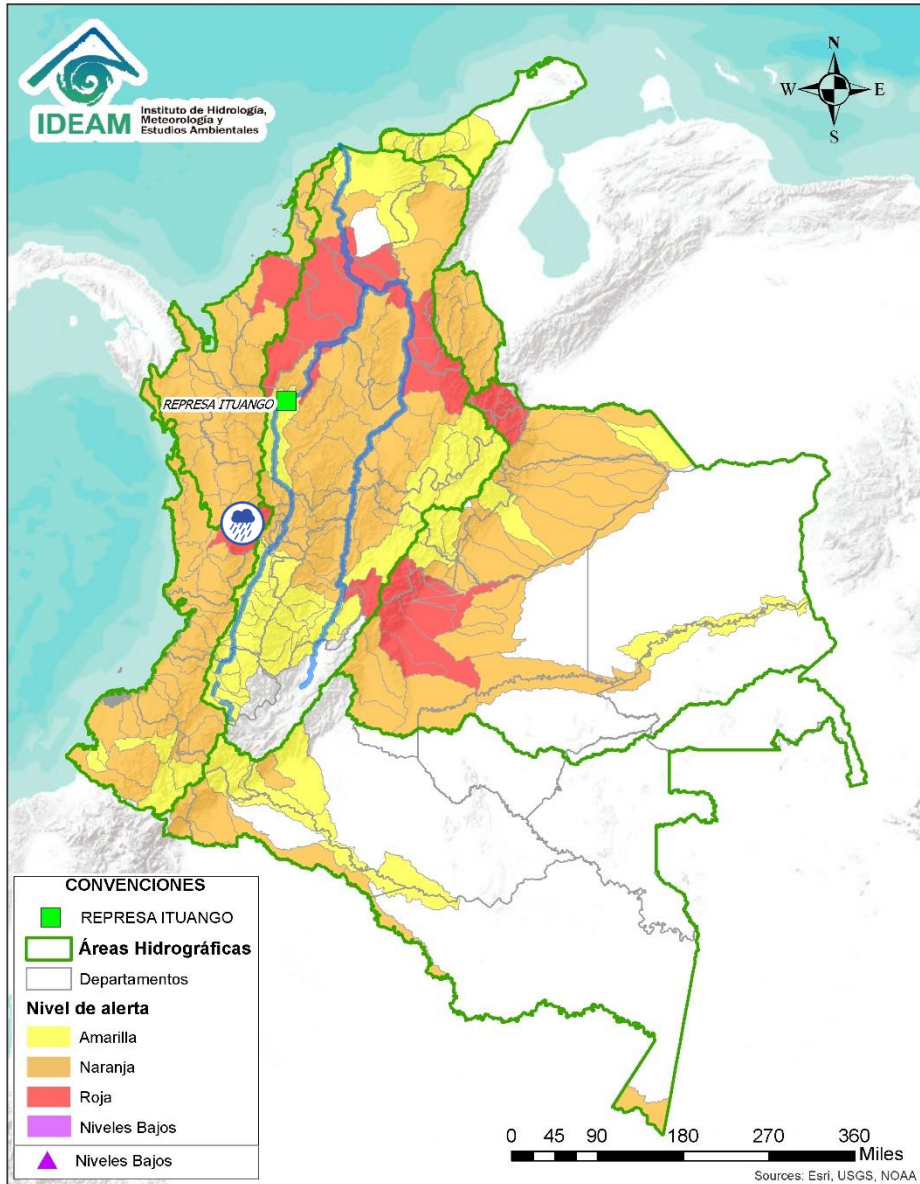 IDEAM
Instituto de Hidrología,
Meteorología y
Estudios Ambientales
N
W
E
S
REPRESA ITUANGO
CONVENCIONES
REPRESA ITUANGO
Áreas Hidrográficas
Departamentos
Nivel de alerta
Amarilla
Naranja
Roja
Niveles Bajos
Niveles Bajos
0 45 90 180 270 360
Miles
Sources: Esri, USGS, NOAA